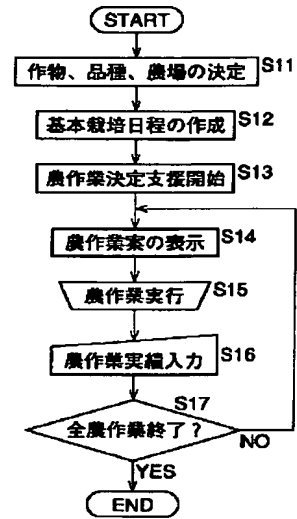 START
作物、品種、農場の決定
S11
基本栽培日程の作成
S12
農作業決定支援開始
S13
農作業案の表示
S14
農作業実行
S15
農作業実績入力
S16
S17
全農作業終了?
NO
YES
END